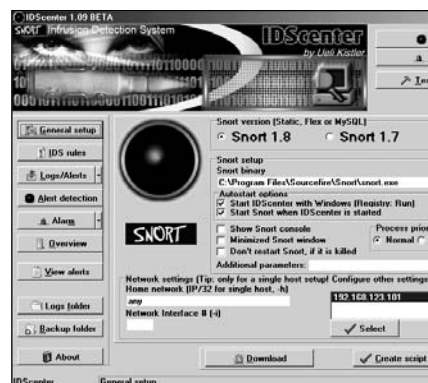 IDScenter 1.09 BETA
SNORT Intrusion Detection System
IDScenter
by Ueli Kistler
General setup
IDS rules
Logs/Alerts
Alert detection
Alarm
Overview
View alerts
Logs folder
Backup folder
About
Snort version (Static, Flex or MySQL)
Snort 1.8 Snort 1.7
Snort setup
Snort binary
C:\Program Files\Sourcefire\Snort\snort.exe
Autostart options
Start IDScenter with Windows (Registry: Run)
Start Snort when IDScenter is started
Show Snort console
Minimized Snort window
Don't restart Snort, if it is killed
Process prior
Normal
Additional parameters:
SNORT
Network settings (Tip: only for a single host setup! Configure other settings
Home network (IP/32 for single host, -h)
any
Network Interface # (-i)
192.168.123.101
Select
Download
Create script
IDScenter General setup